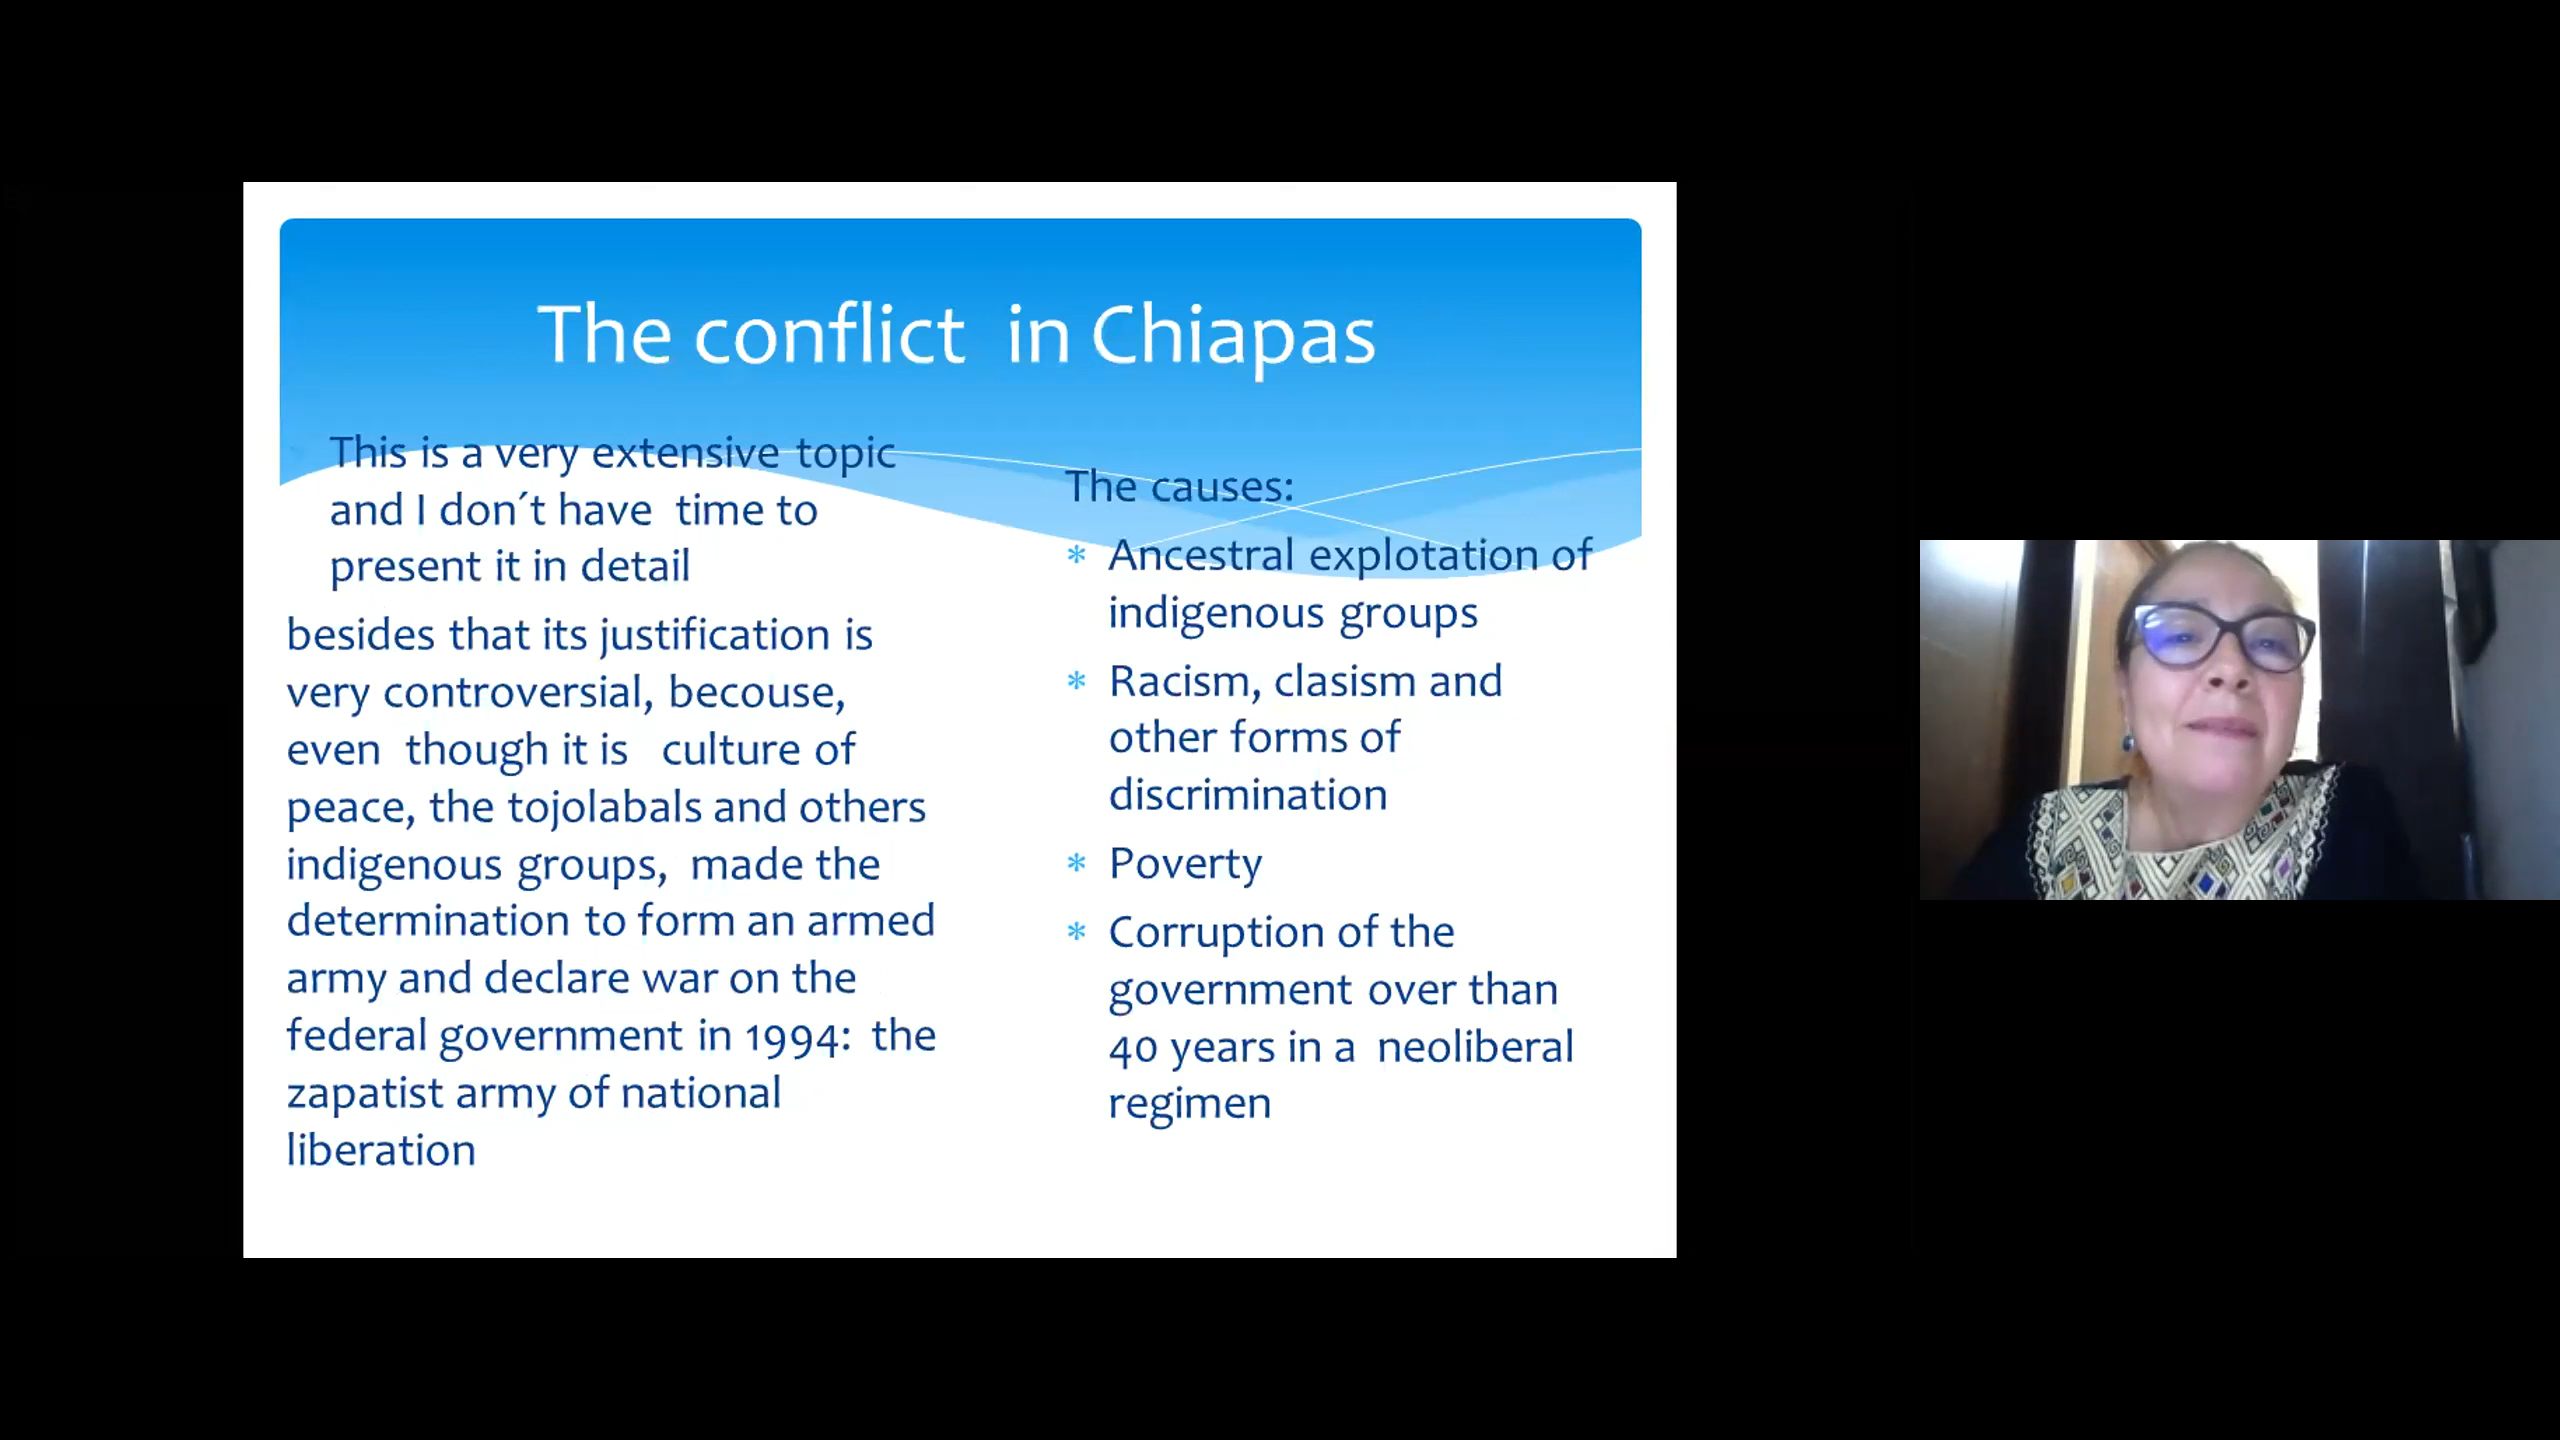 The conflict  in Chiapas
This is a very extensive topic
and I don´t have  time to
present it in detail
besides that its justification is
very controversial, becouse,
even  though it is   culture of
peace, the tojolabals and others
indigenous groups,  made the
determination to form an armed
army and declare war on the
federal government in 1994:  the
zapatist army of national
liberation
The causes:
* Ancestral explotation of
indigenous groups
* Racism, clasism and
other forms of
discrimination
* Poverty
* Corruption of the
government over than
40 years in a  neoliberal
regimen